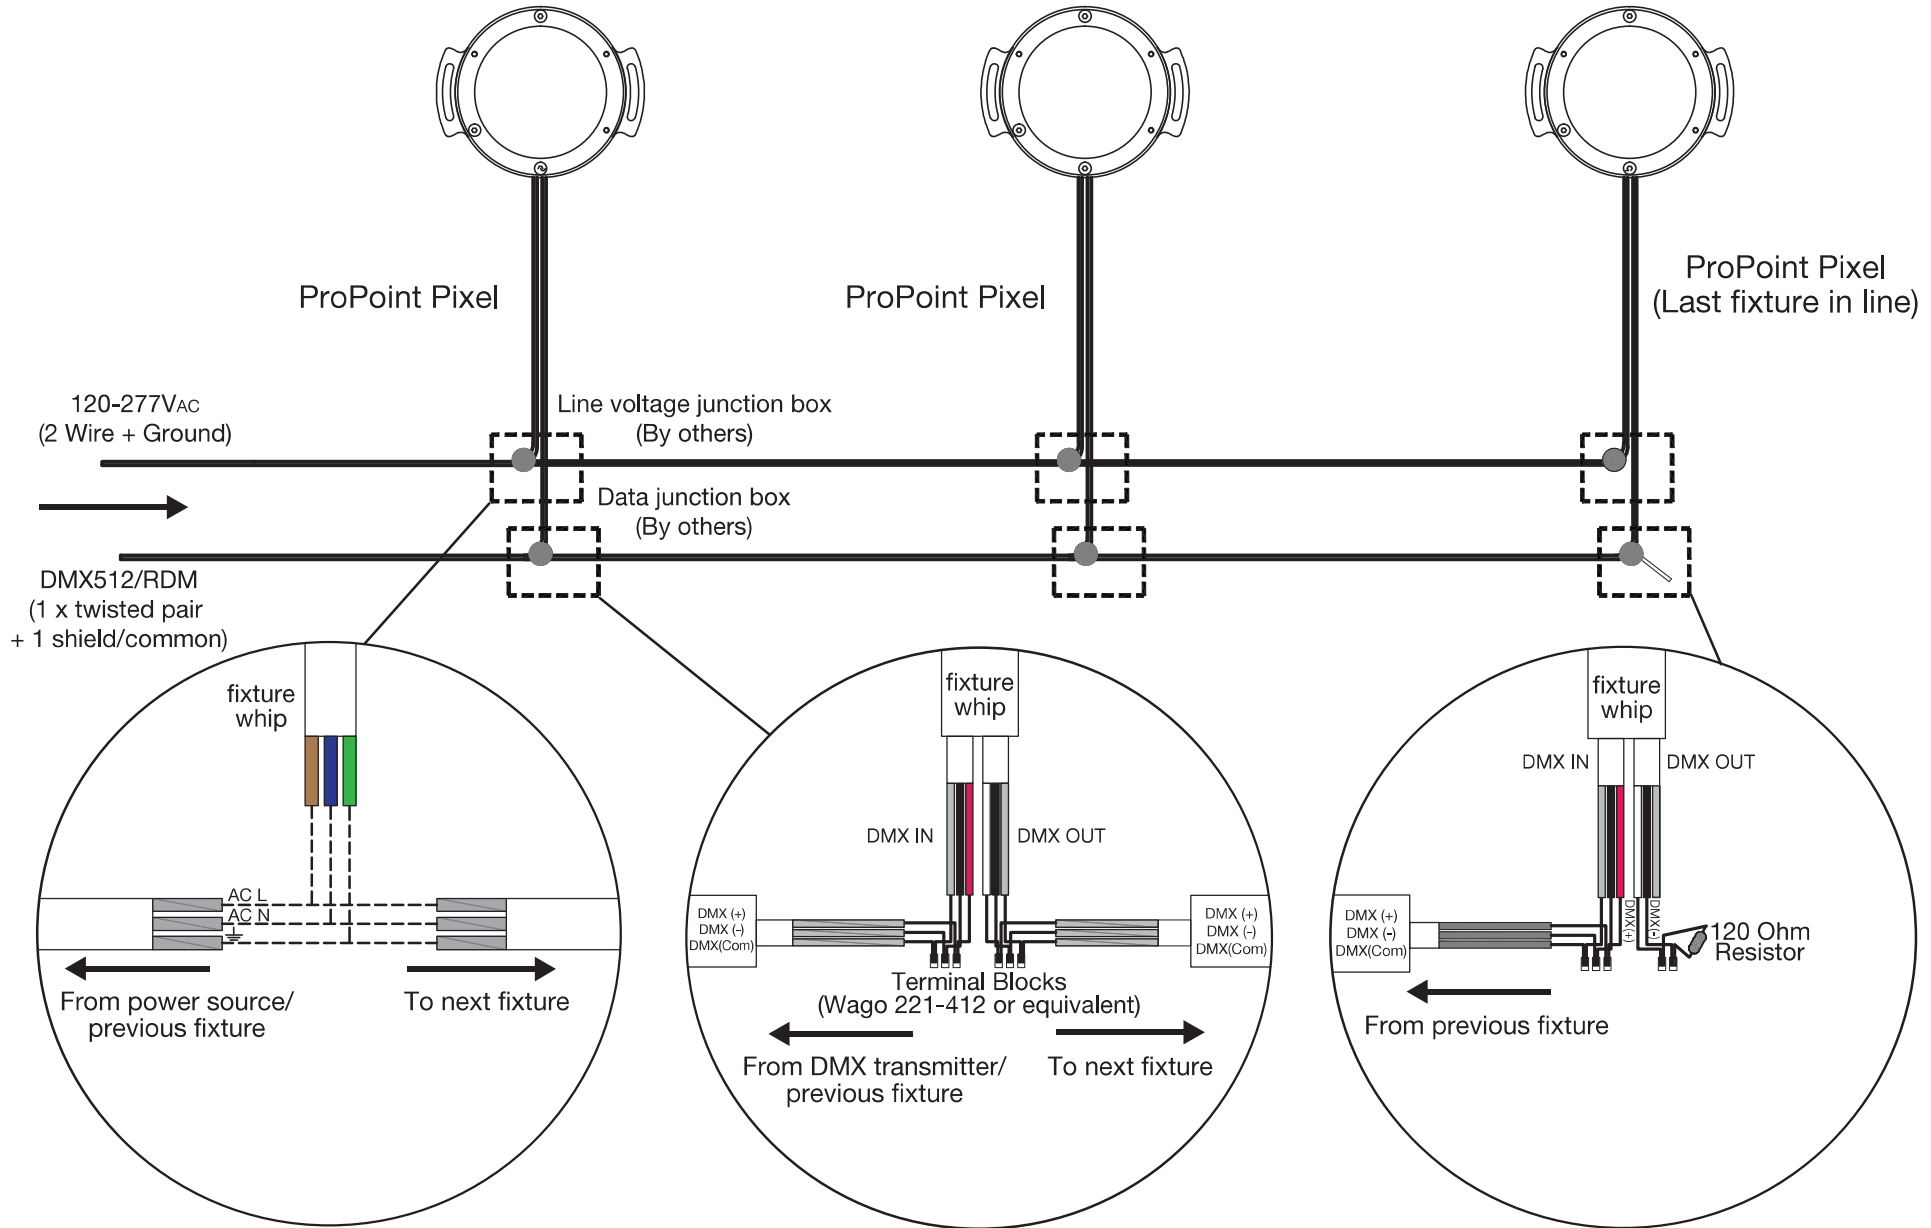 ProPoint Pixel
ProPoint Pixel
ProPoint Pixel
(Last fixture in line)
120-277VAC
(2 Wire + Ground)
Line voltage junction box
(By others)
Data junction box
(By others)
DMX512/RDM
(1 x twisted pair
+ 1 shield/common)
fixture
whip
AC L
AC N
From power source/
previous fixture
To next fixture
fixture
whip
DMX IN
DMX OUT
DMX (+)
DMX (-)
DMX(Com)
DMX (+)
DMX (-)
DMX(Com)
Terminal Blocks
(Wago 221-412 or equivalent)
From DMX transmitter/
previous fixture
To next fixture
fixture
whip
DMX IN
DMX OUT
DMX (+)
DMX (-)
DMX(Com)
DMX(+)
DMX(-)
120 Ohm
Resistor
From previous fixture